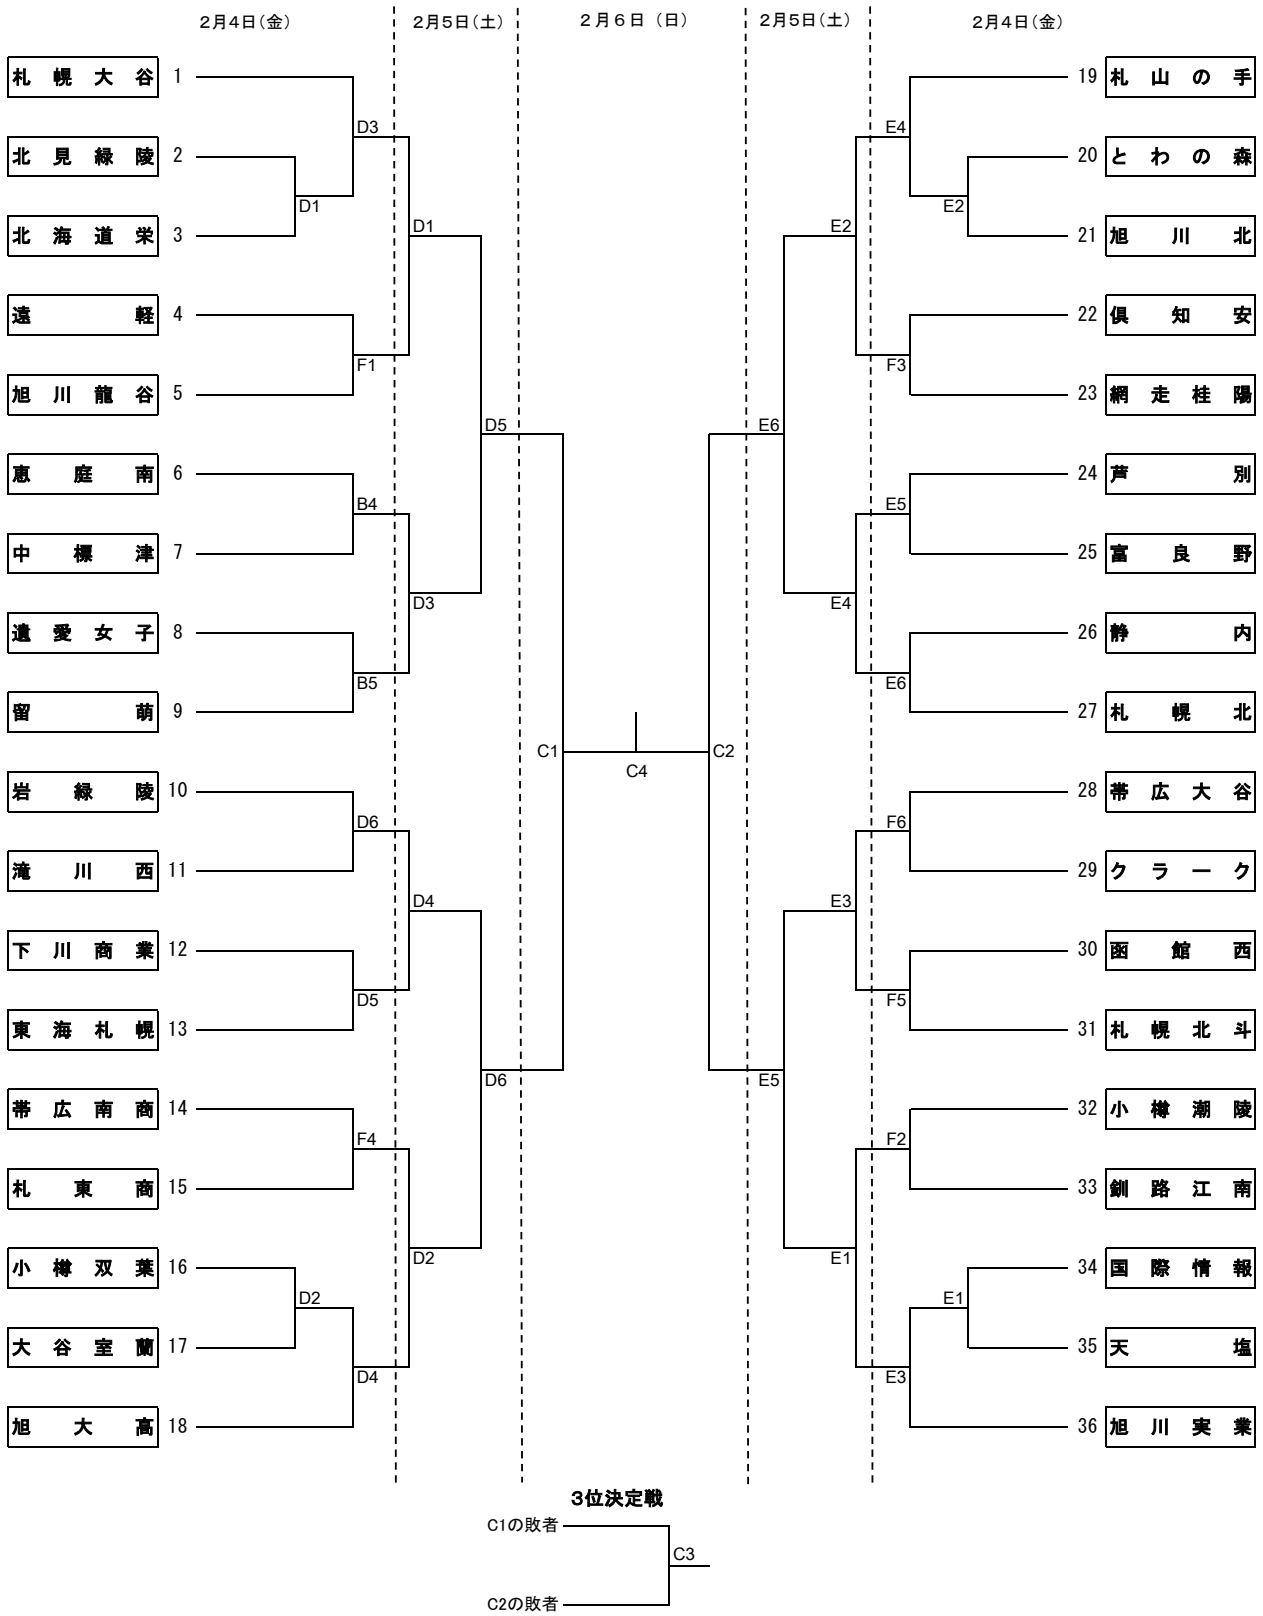 2月4日(金) 2月5日(土) 2月6日(日) 2月5日(土) 2月4日(金)
札幌大谷 1 19 札山の手
D3 E4
北見緑陵 2 20 とわの森
D1 E2
北海道栄 3 21 旭川北
D1 E2
遠軽 4 22 倶知安
F1 F3
旭川龍谷 5 23 網走桂陽
D5 E6
恵庭南 6 24 芦別
B4 E5
中標津 7 25 富良野
D3 E4
遺愛女子 8 26 静内
B5 E6
留萌 9 27 札幌北
C1 C4 C2
岩緑陵 10 28 帯広大谷
D6 F6
滝川西 11 29 クラーク
D4 E3
下川商業 12 30 函館西
D5 F5
東海札幌 13 31 札幌北斗
D6 E5
帯広南商 14 32 小樽潮陵
F4 F2
札東商 15 33 釧路江南
D2 E1
小樽双葉 16 34 国際情報
D2 E1
大谷室蘭 17 35 天塩
D4 E3
旭大高 18 36 旭川実業
3位決定戦
C1の敗者
C3
C2の敗者